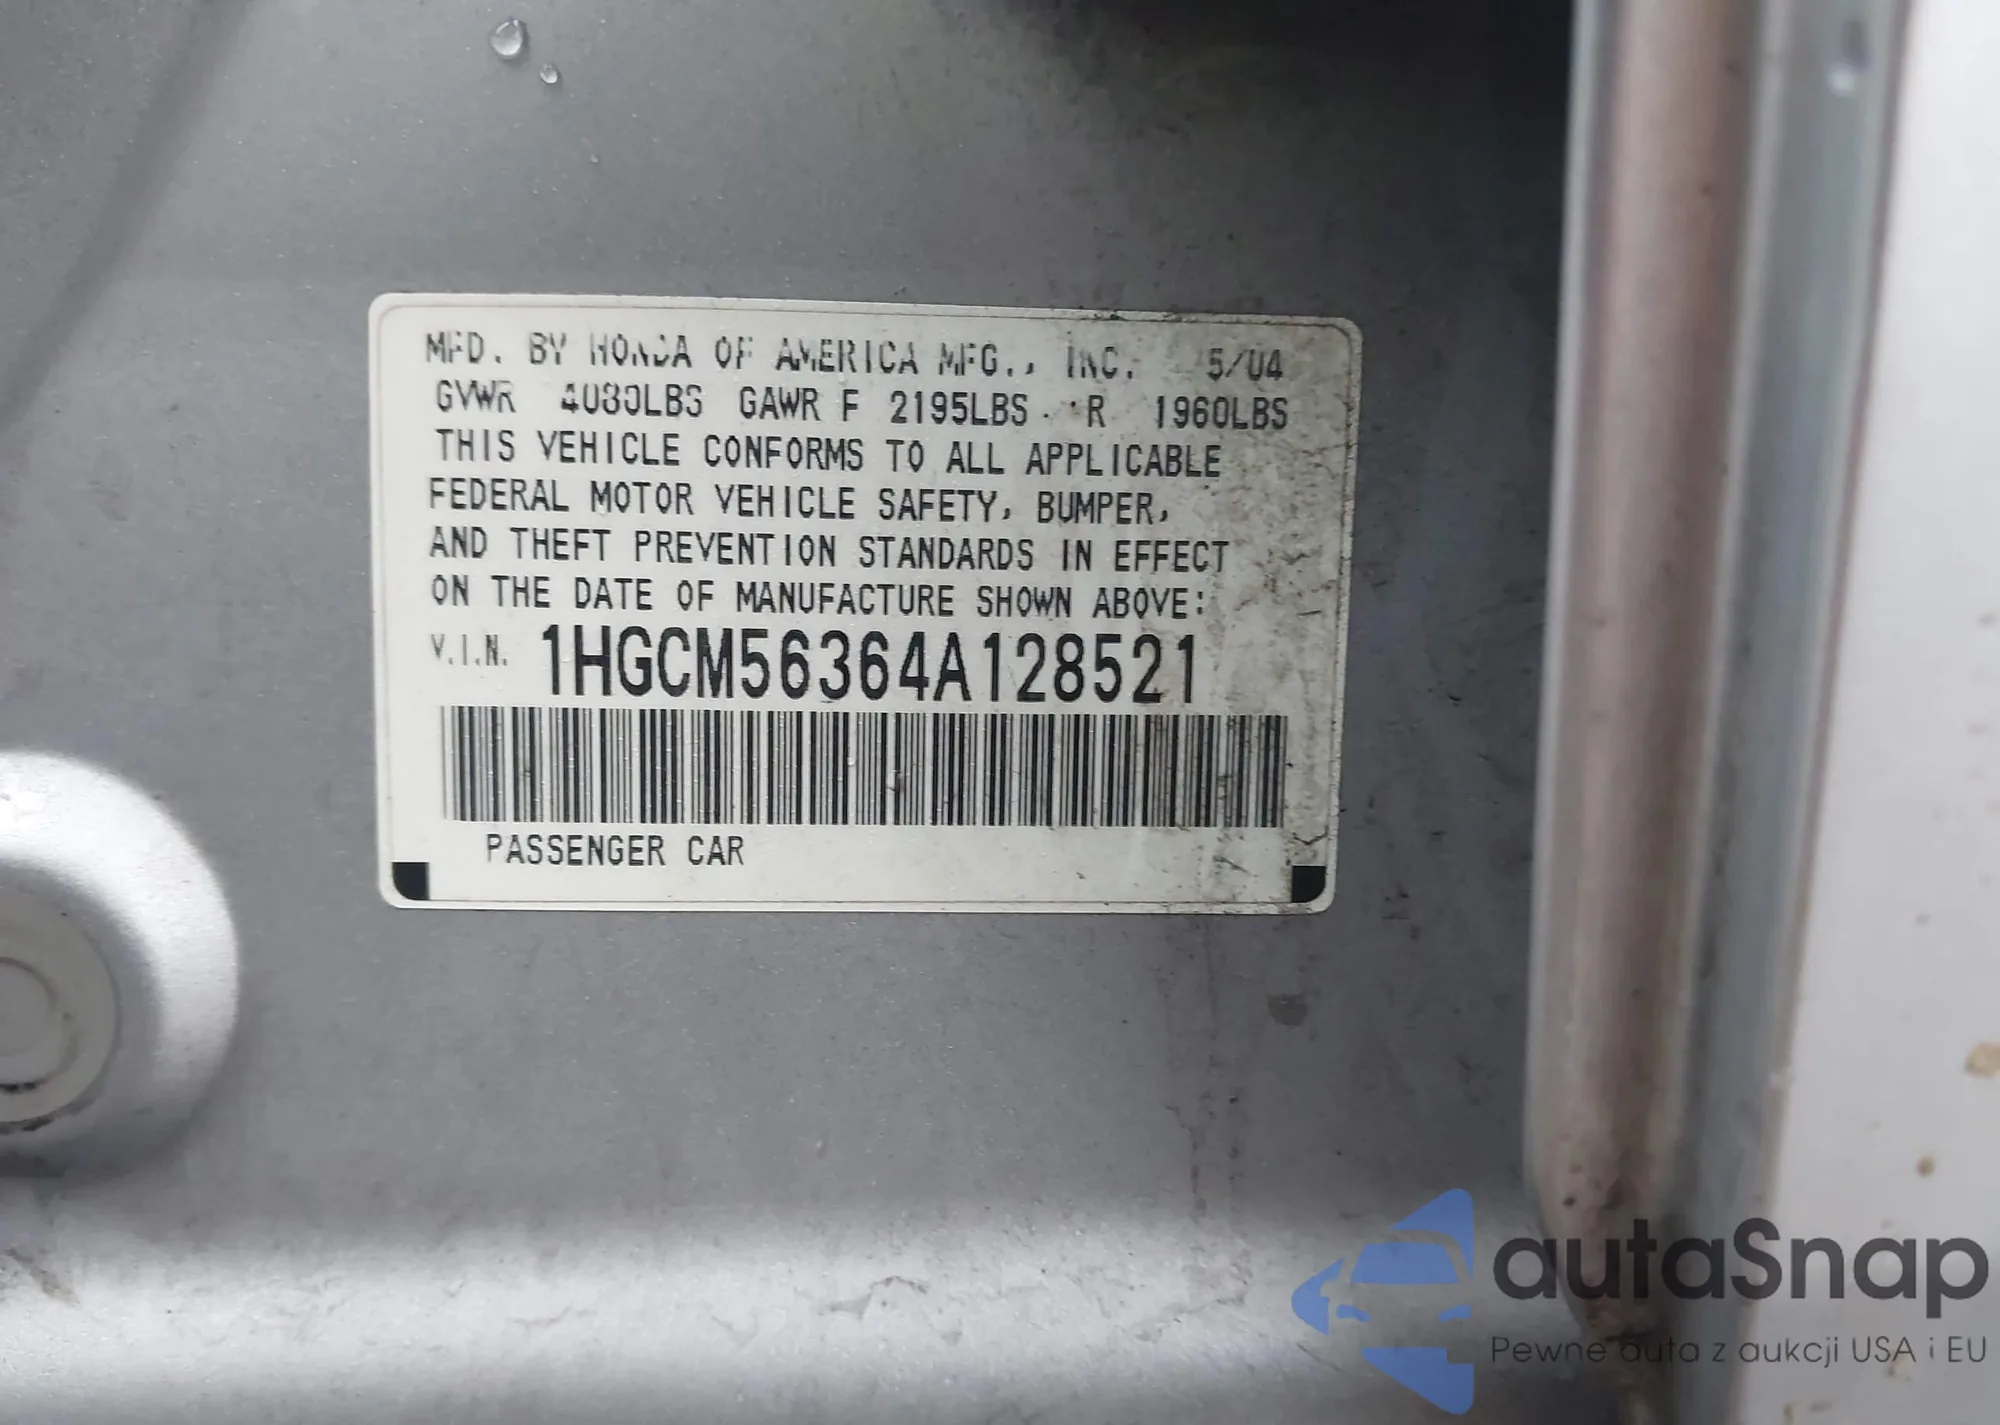 MFD. BY HONDA OF AMERICA MFG., INC. 5/04
GVWR 4080LBS GAWR F 2195LBS R 1960LBS
THIS VEHICLE CONFORMS TO ALL APPLICABLE
FEDERAL MOTOR VEHICLE SAFETY, BUMPER,
AND THEFT PREVENTION STANDARDS IN EFFECT
ON THE DATE OF MANUFACTURE SHOWN ABOVE:
V.I.N. 1HGCM56364A128521
PASSENGER CAR
autaSnap
Pewne auta z aukcji USA i EU